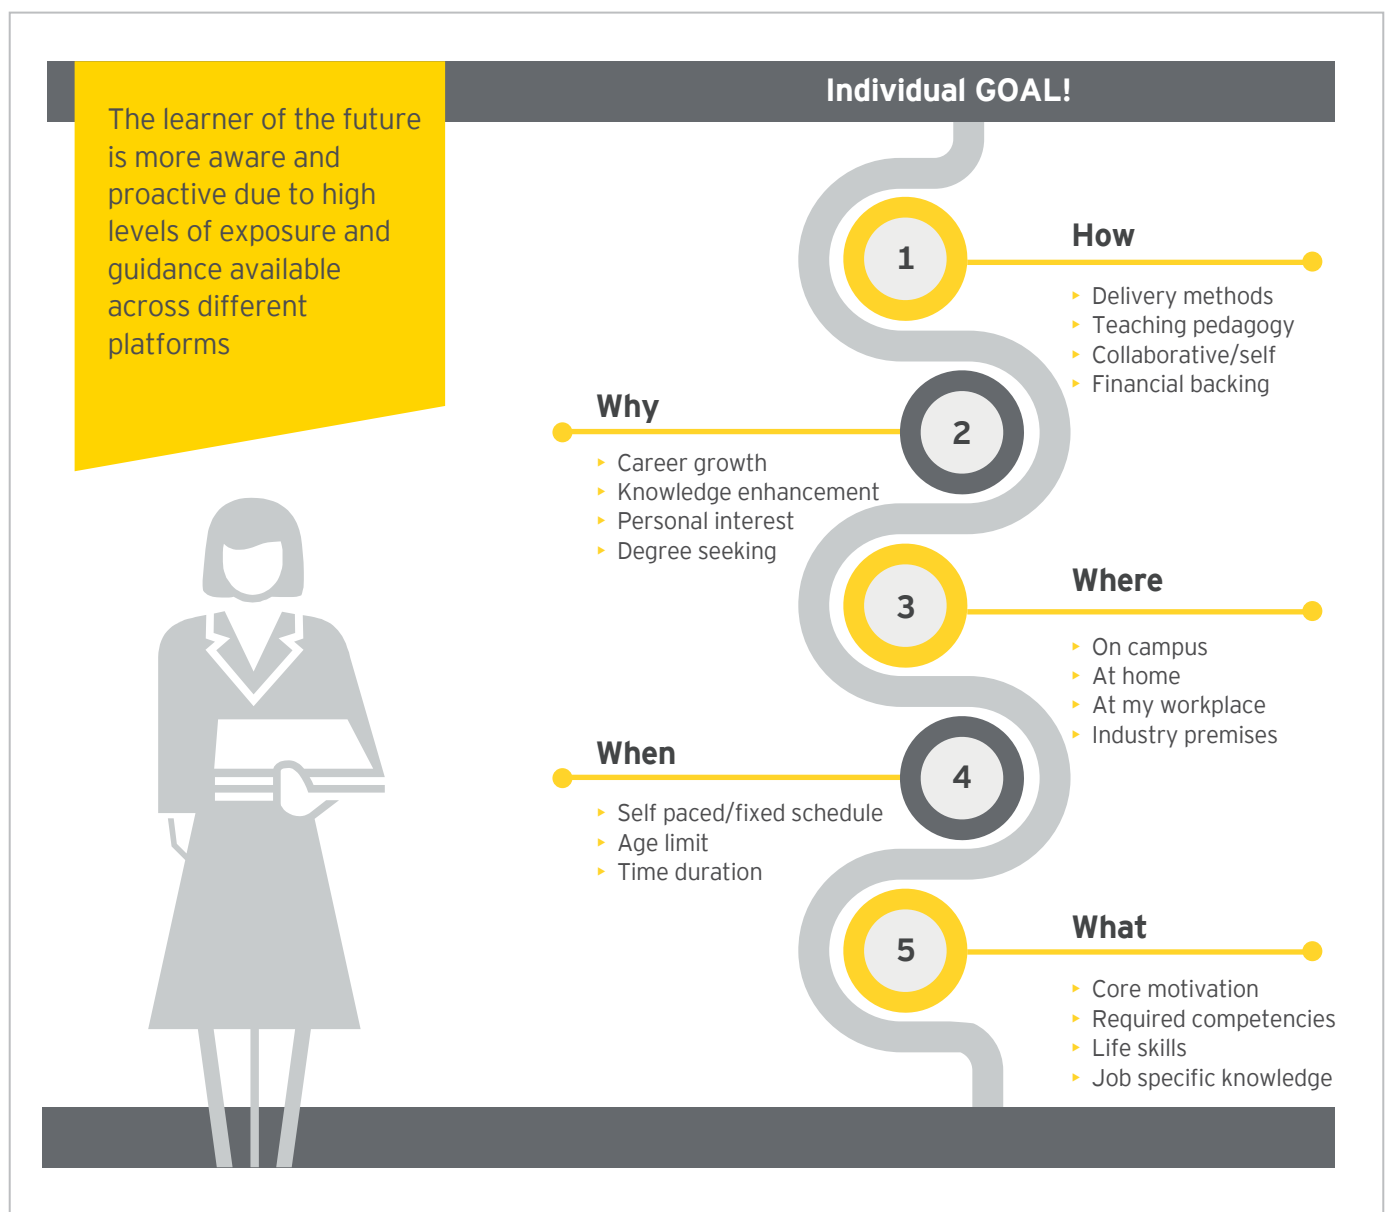 Individual GOAL!
The learner of the future
is more aware and
proactive due to high
levels of exposure and
guidance available
across different
platforms
1
How
▸ Delivery methods
▸ Teaching pedagogy
▸ Collaborative/self
▸ Financial backing
2
Why
▸ Career growth
▸ Knowledge enhancement
▸ Personal interest
▸ Degree seeking
3
Where
▸ On campus
▸ At home
▸ At my workplace
▸ Industry premises
4
When
▸ Self paced/fixed schedule
▸ Age limit
▸ Time duration
5
What
▸ Core motivation
▸ Required competencies
▸ Life skills
▸ Job specific knowledge